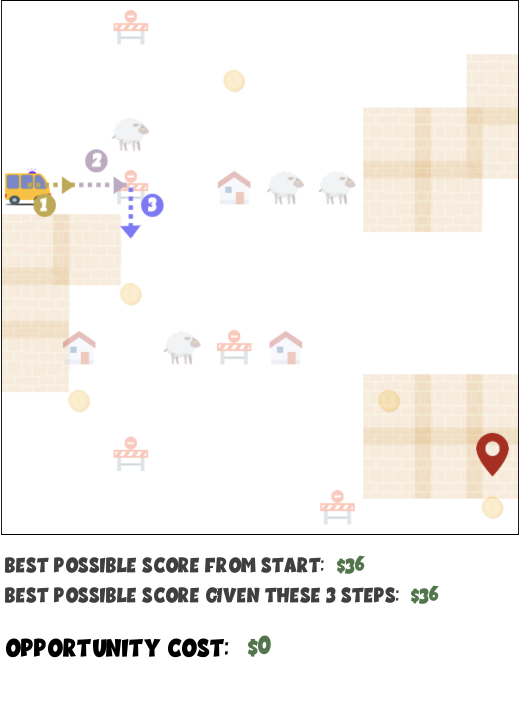 2
1
3
BEST POSSIBLE SCORE FROM START: $36
BEST POSSIBLE SCORE GIVEN THESE 3 STEPS: $36
OPPORTUNITY COST: $0